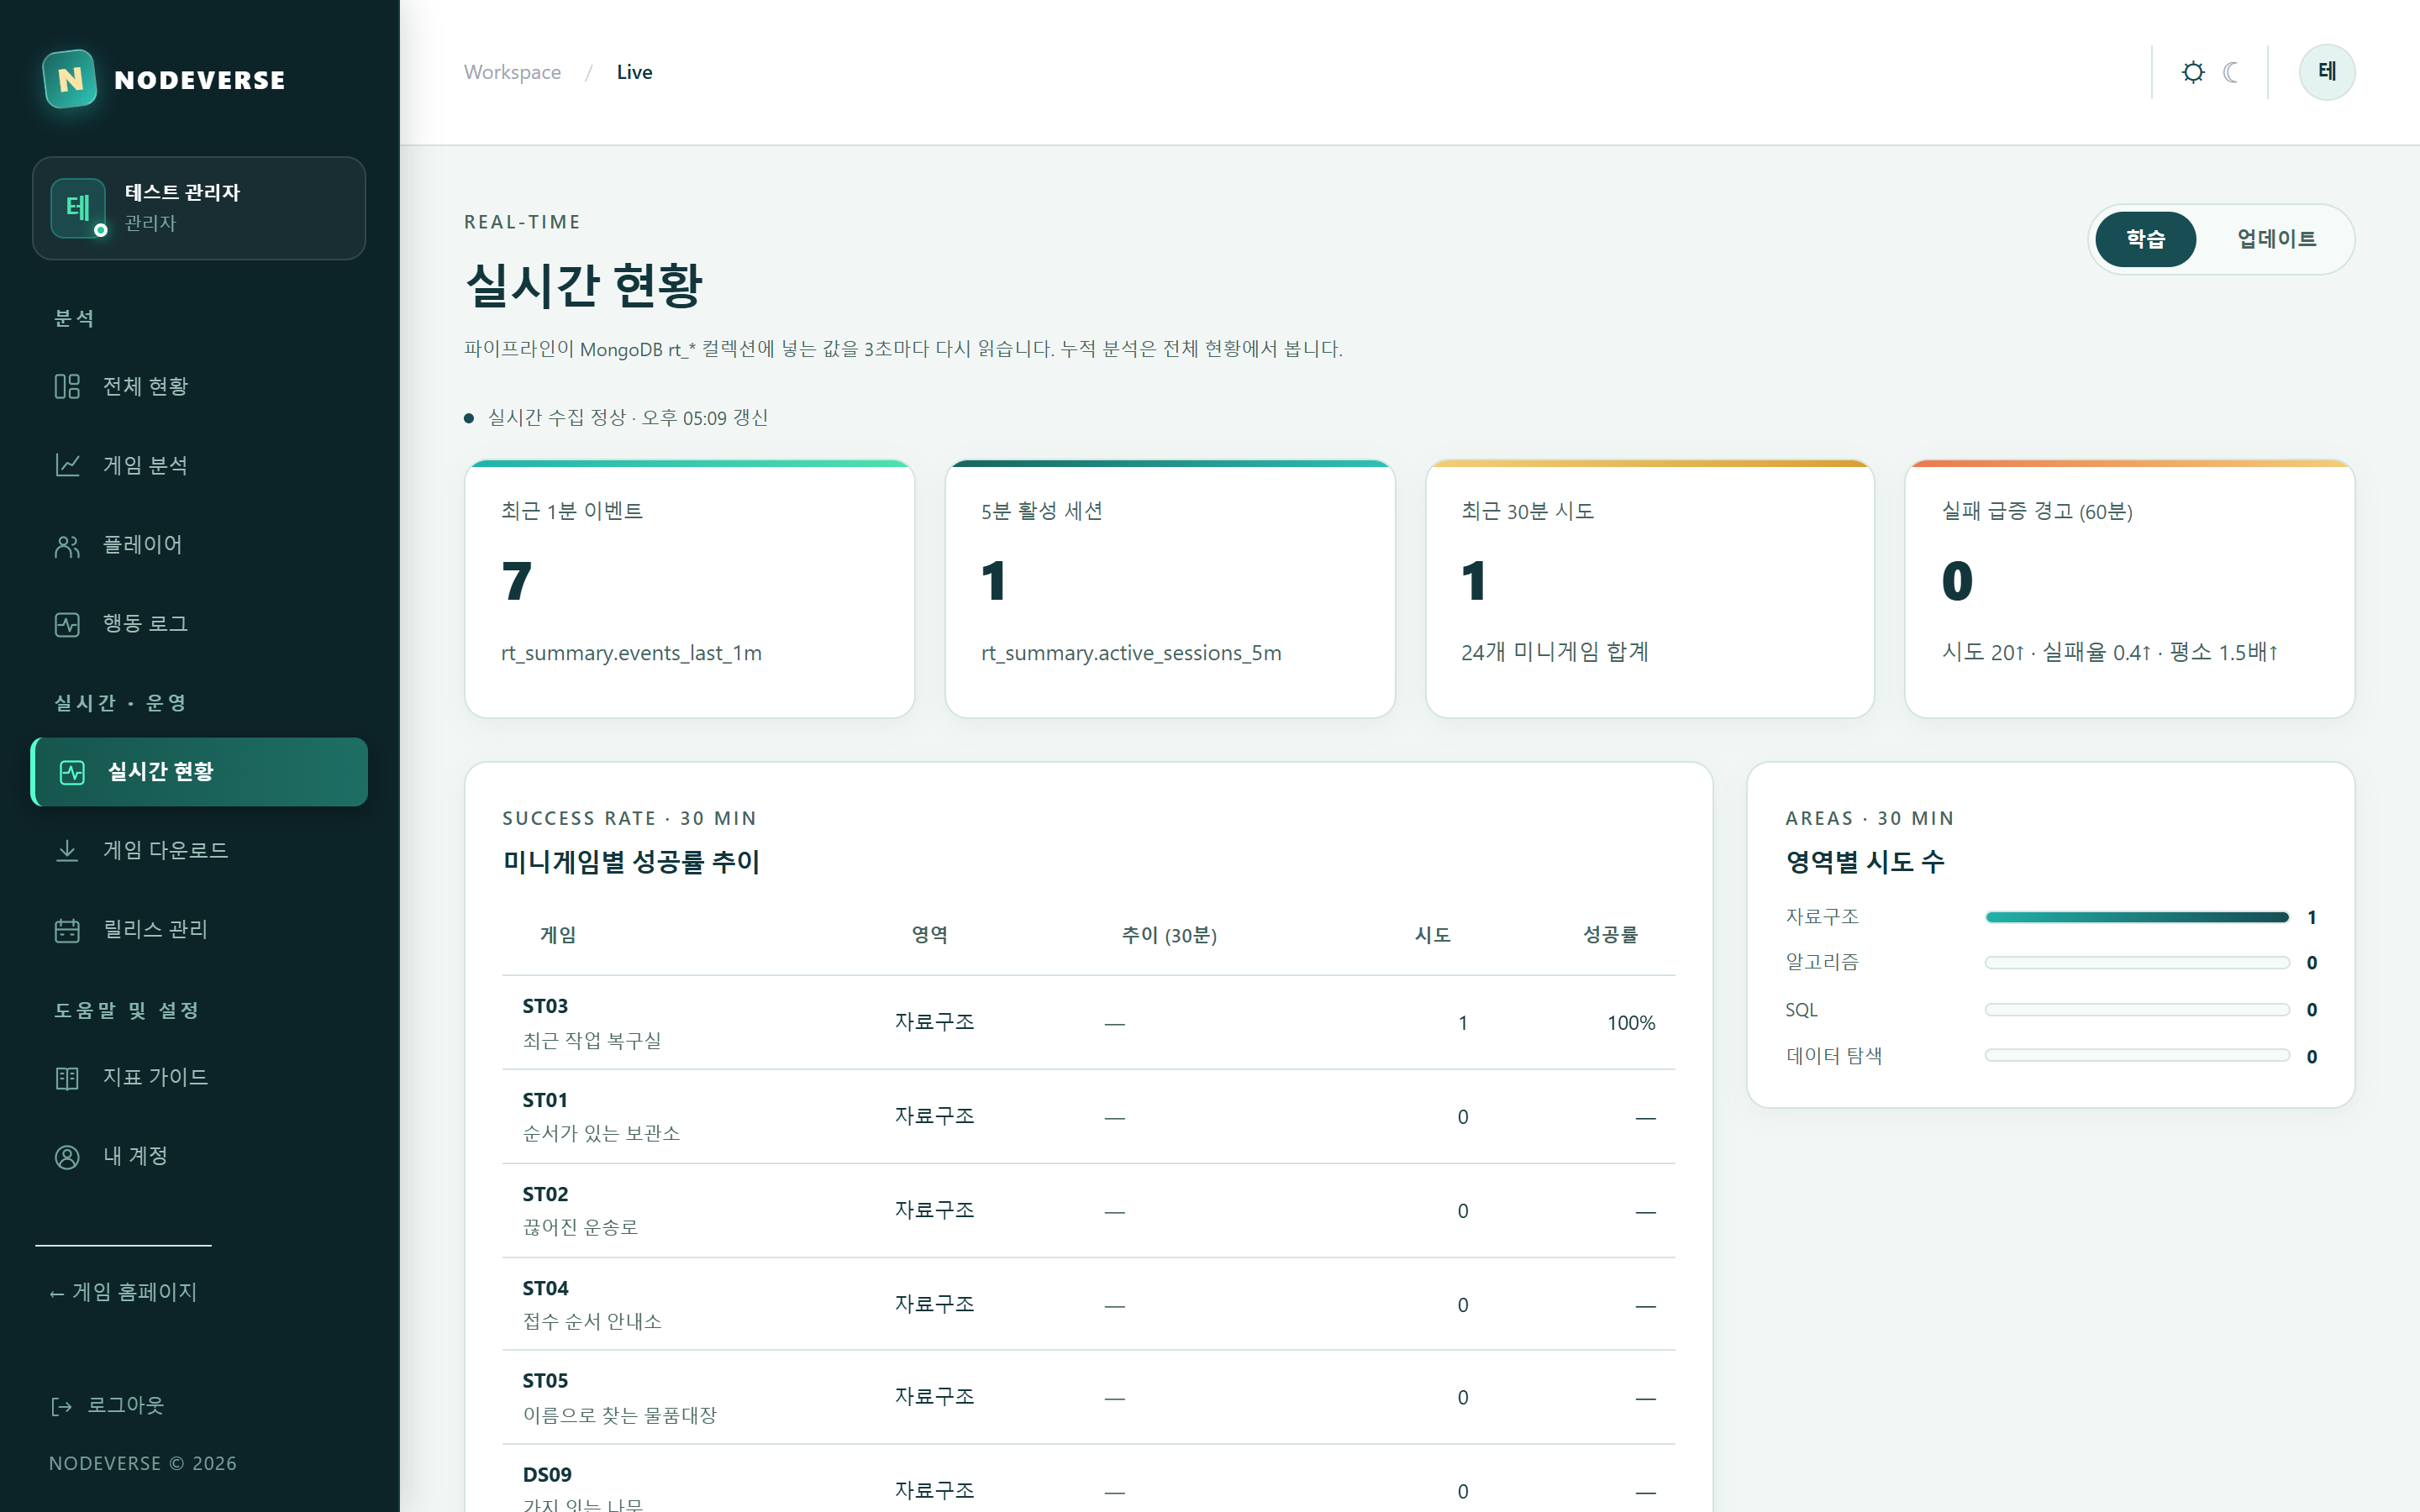 N NODEVERSE
테 테스트 관리자
관리자
분석
전체 현황
게임 분석
플레이어
행동 로그
실시간 · 운영
실시간 현황
게임 다운로드
릴리스 관리
도움말 및 설정
지표 가이드
내 계정
← 게임 홈페이지
로그아웃
NODEVERSE © 2026
Workspace / Live
테
REAL-TIME
실시간 현황
파이프라인이 MongoDB rt_* 컬렉션에 넣는 값을 3초마다 다시 읽습니다. 누적 분석은 전체 현황에서 봅니다.
학습 업데이트
실시간 수집 정상 · 오후 05:09 갱신
최근 1분 이벤트
7
rt_summary.events_last_1m
5분 활성 세션
1
rt_summary.active_sessions_5m
최근 30분 시도
1
24개 미니게임 합계
실패 급증 경고 (60분)
0
시도 20↑ · 실패율 0.4↑ · 평소 1.5배↑
SUCCESS RATE · 30 MIN
미니게임별 성공률 추이
게임 영역 추이 (30분) 시도 성공률
ST03
최근 작업 복구실
자료구조 — 1 100%
ST01
순서가 있는 보관소
자료구조 — 0 —
ST02
끊어진 운송로
자료구조 — 0 —
ST04
접수 순서 안내소
자료구조 — 0 —
ST05
이름으로 찾는 물품대장
자료구조 — 0 —
DS09
가지 잇는 나무
자료구조 — 0 —
AREAS · 30 MIN
영역별 시도 수
자료구조 1
알고리즘 0
SQL 0
데이터 탐색 0